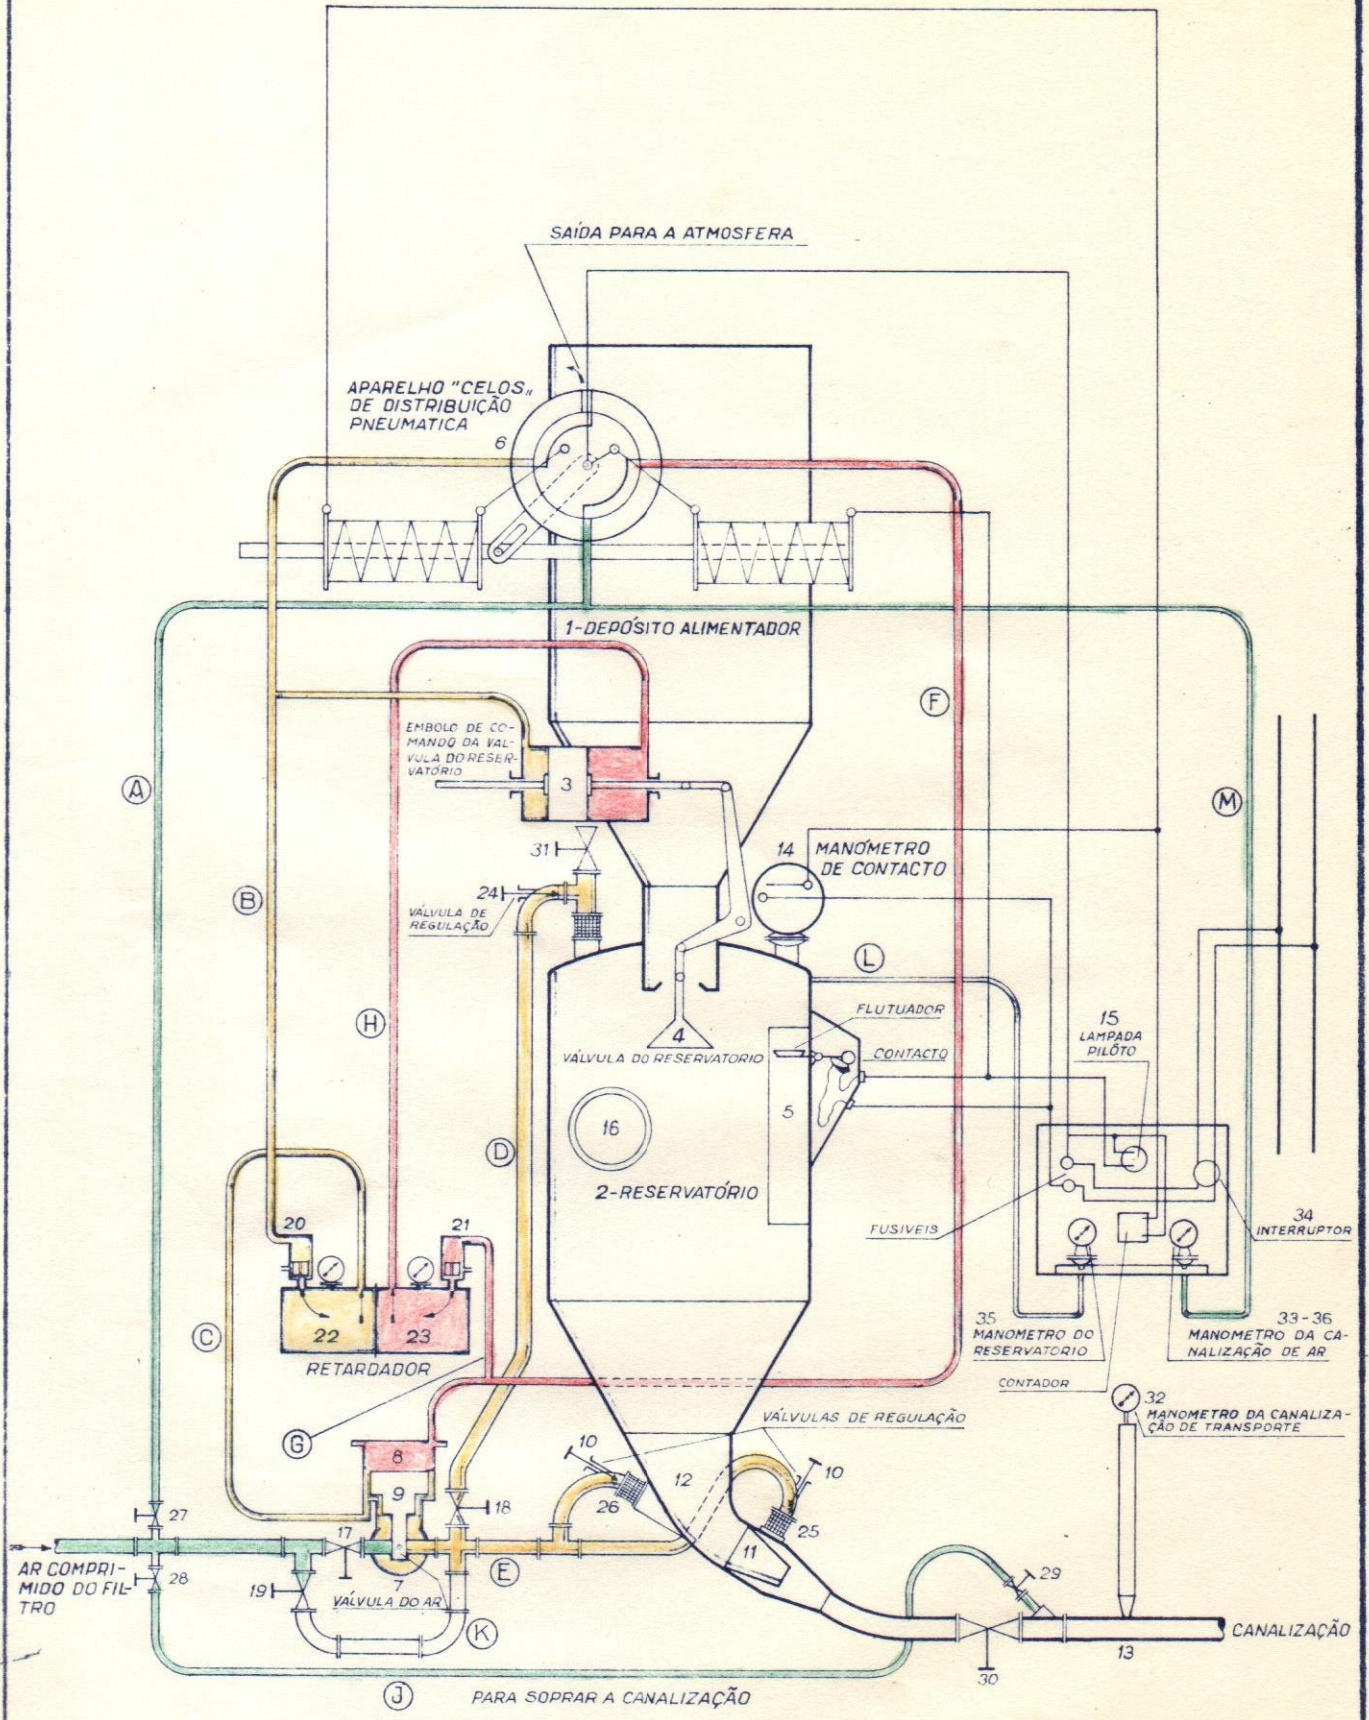 SAÍDA PARA A ATMOSFERA
APARELHO "CELOS„
DE DISTRIBUIÇÃO
PNEUMATICA
6
1-DEPÓSITO ALIMENTADOR
F
EMBOLO DE CO-
MANDO DA VAL-
VULA DO RESER-
VATÓRIO
3
A
M
31
14
MANÓMETRO
DE CONTACTO
24
VÁLVULA DE
REGULAÇÃO
B
L
H
FLUTUADOR
4
VÁLVULA DO RESERVATORIO
CONTACTO
15
LAMPADA
PILÔTO
5
16
D
2-RESERVATÓRIO
20
21
FUSIVEIS
34
INTERRUPTOR
C
22
23
RETARDADOR
35
MANOMETRO DO
RESERVATORIO
33-36
MANOMETRO DA CA-
NALIZAÇÃO DE AR
CONTADOR
32
MANOMETRO DA CANALIZA-
ÇÃO DE TRANSPORTE
G
VÁLVULAS DE REGULAÇÃO
8
10
12
10
9
26
18
27
17
25
11
AR COMPRI-
MIDO DO FIL-
TRO
28
19
7
VÁLVULA DO AR
E
29
K
CANALIZAÇÃO
13
30
J
PARA SOPRAR A CANALIZAÇÃO